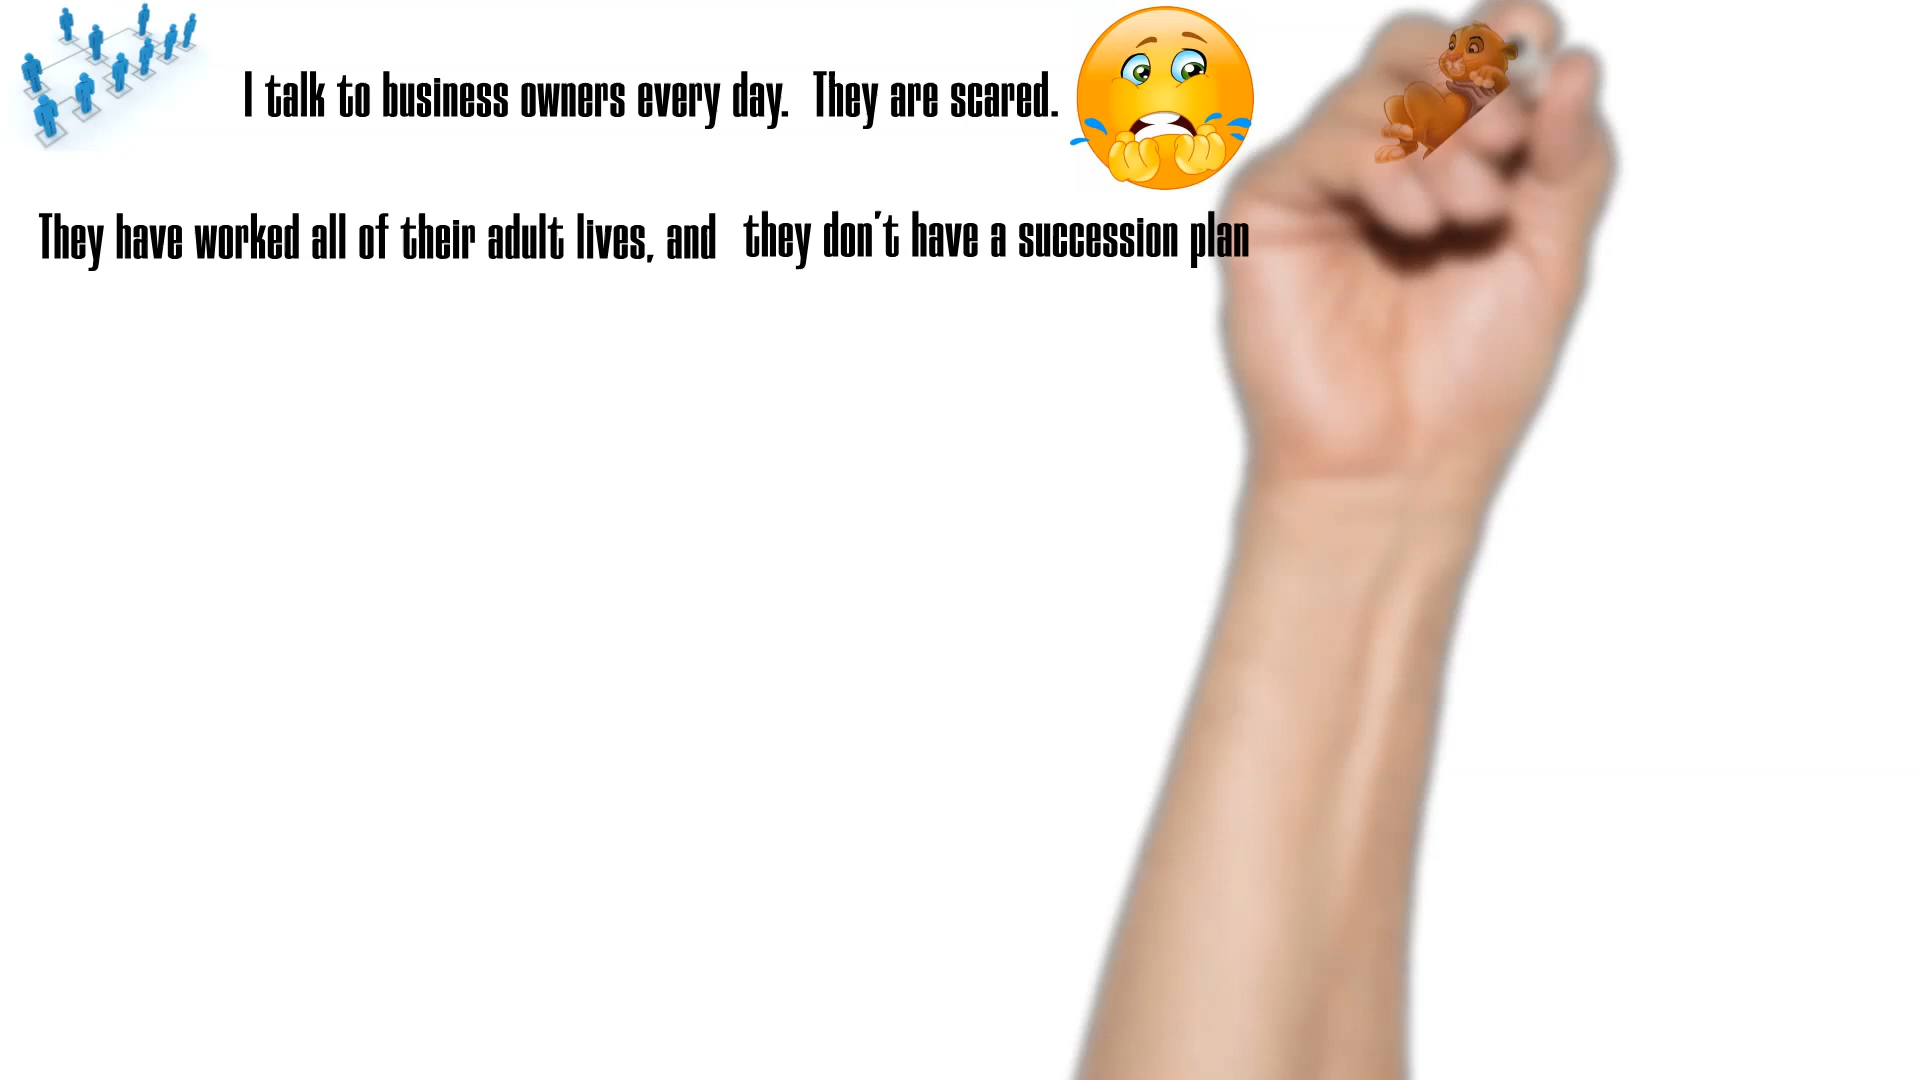 I talk to business owners every day. They are scared.
They have worked all of their adult lives, and they don't have a succession plan